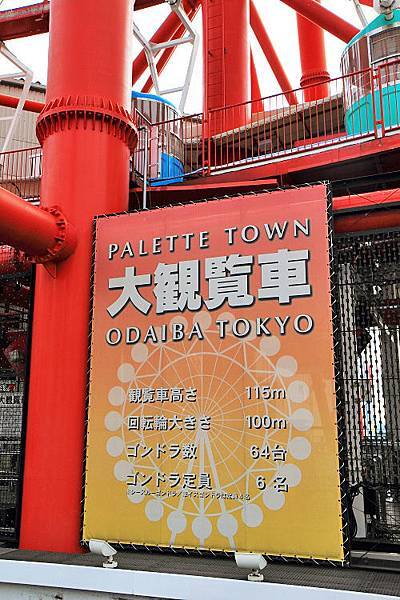 PALETTE TOWN
大観覧車
ODAIBA TOKYO
観覧車高さ 115m
回転輪大きさ 100m
ゴンドラ数 64台
ゴンドラ定員 6名